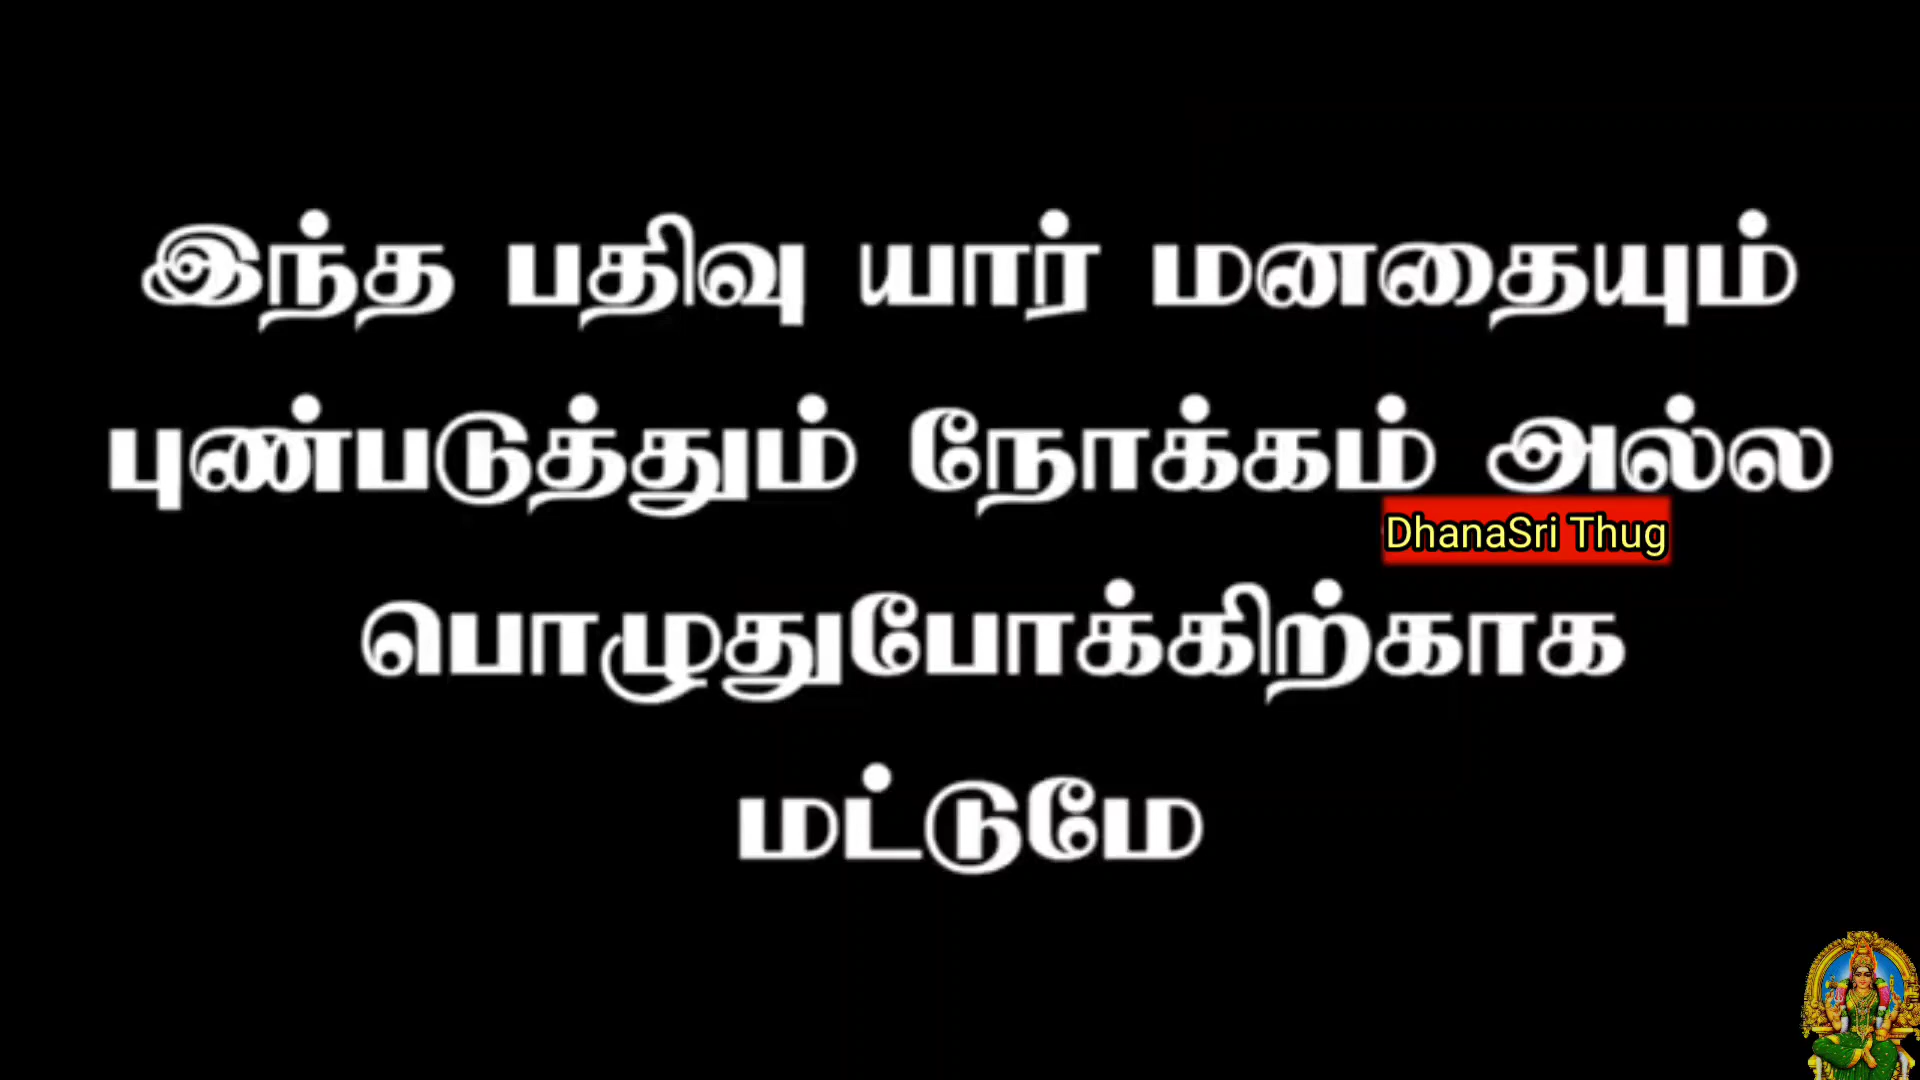 இந்த பதிவு யார் மனதையும்
புண்படுத்தும் நோக்கம் அல்ல
DhanaSri Thug
பொழுதுபோக்கிற்காக
மட்டுமே